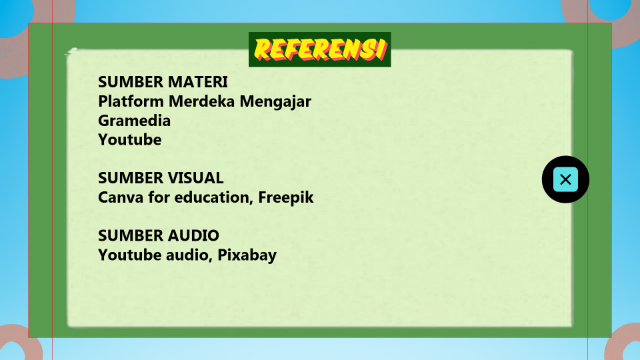 REFERENSI
SUMBER MATERI
Platform Merdeka Mengajar
Gramedia
Youtube
SUMBER VISUAL
Canva for education, Freepik
SUMBER AUDIO
Youtube audio, Pixabay